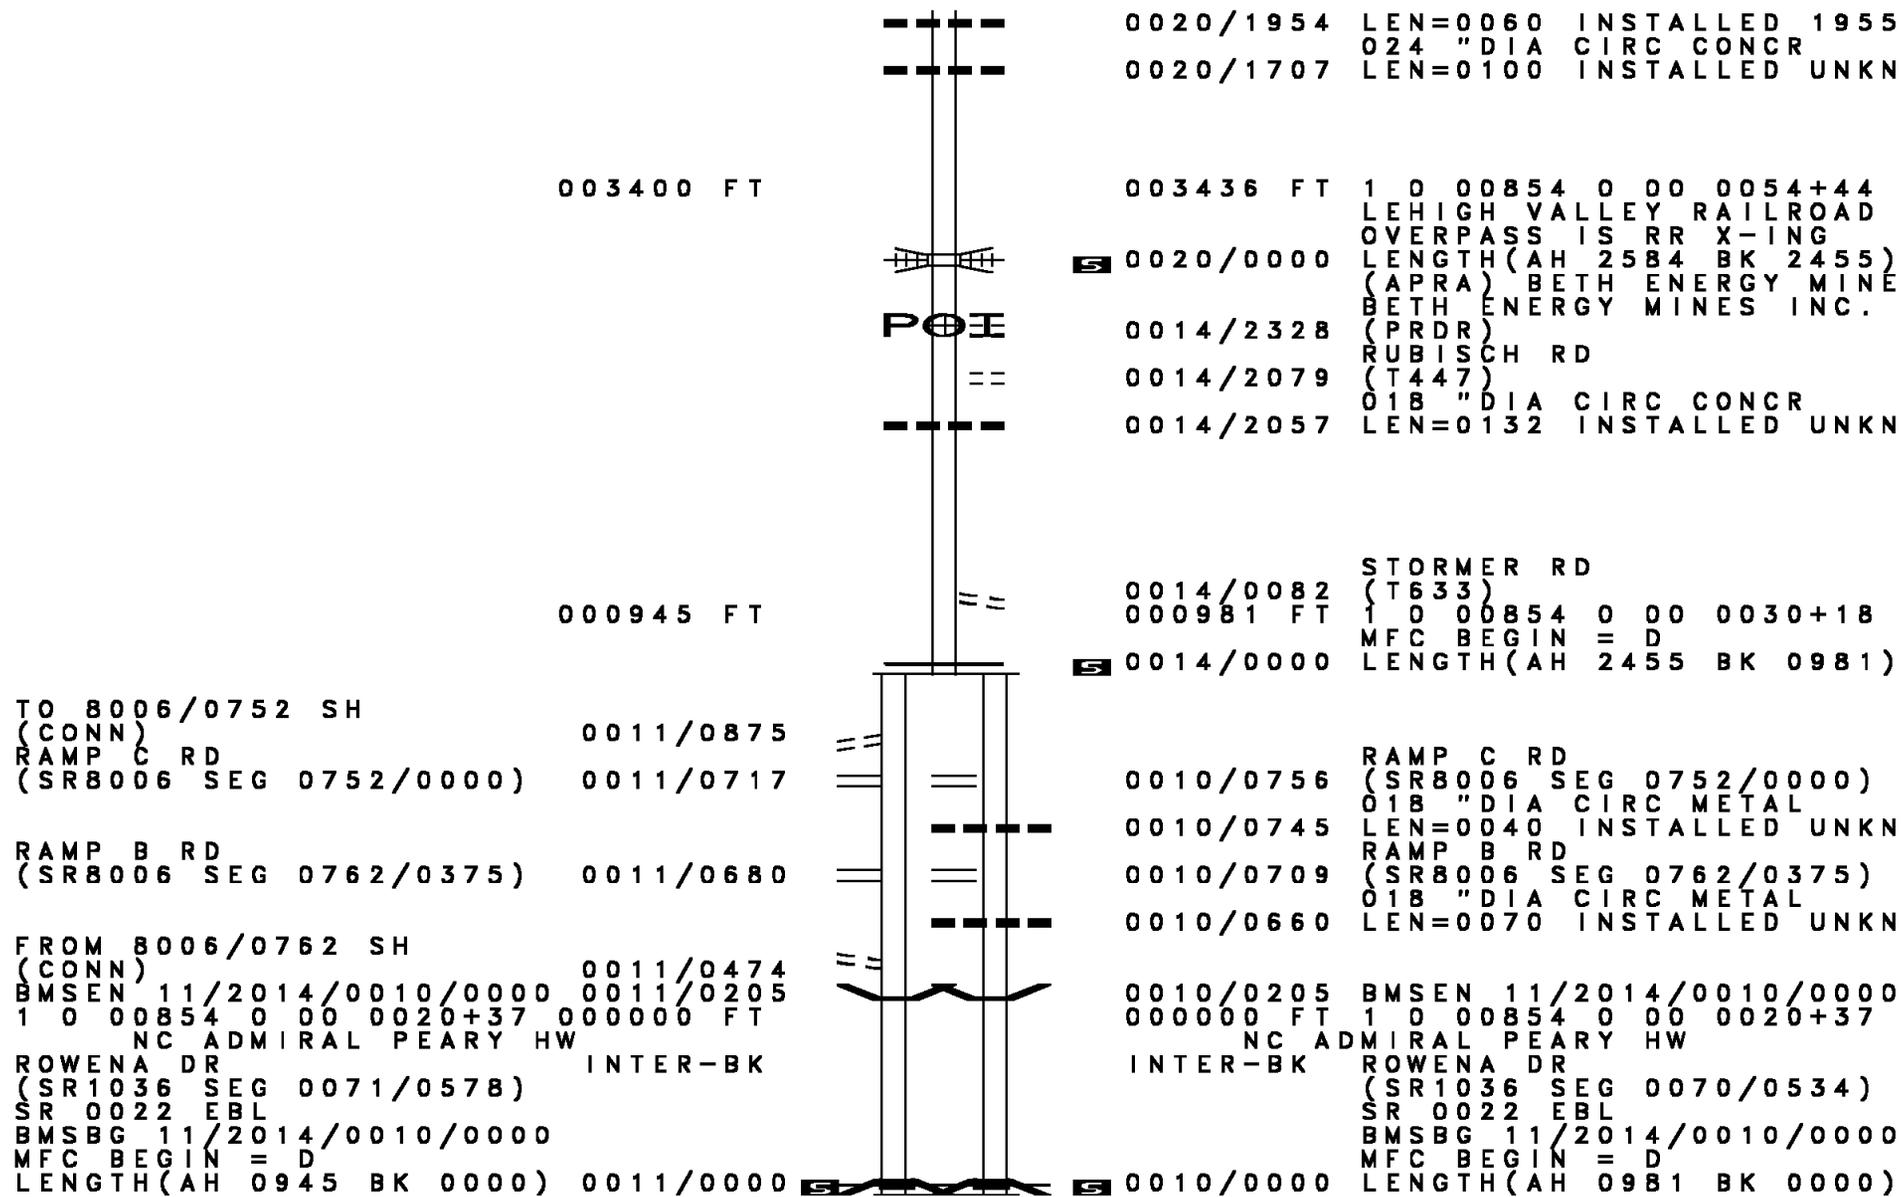 0020/1954 LEN=0060 INSTALLED 1955
024 "DIA CIRC CONCR
0020/1707 LEN=0100 INSTALLED UNKN
003400 FT 003436 FT 1 0 00854 0 00 0054+44
LEHIGH VALLEY RAILROAD
OVERPASS IS RR X-ING
S 0020/0000 LENGTH(AH 2584 BK 2455)
(APRA) BETH ENERGY MINE
BETH ENERGY MINES INC.
POI 0014/2328 (PRDR)
RUBISCH RD
0014/2079 (T447)
018 "DIA CIRC CONCR
0014/2057 LEN=0132 INSTALLED UNKN
STORMER RD
0014/0082 (T633)
000945 FT 000981 FT 1 0 00854 0 00 0030+18
MFC BEGIN = D
S 0014/0000 LENGTH(AH 2455 BK 0981)
TO 8006/0752 SH
(CONN) 0011/0875
RAMP C RD RAMP C RD
(SR8006 SEG 0752/0000) 0011/0717 0010/0756 (SR8006 SEG 0752/0000)
018 "DIA CIRC METAL
0010/0745 LEN=0040 INSTALLED UNKN
RAMP B RD RAMP B RD
(SR8006 SEG 0762/0375) 0011/0680 0010/0709 (SR8006 SEG 0762/0375)
018 "DIA CIRC METAL
0010/0660 LEN=0070 INSTALLED UNKN
FROM 8006/0762 SH
(CONN) 0011/0474
BMSEN 11/2014/0010/0000 0011/0205 0010/0205 BMSEN 11/2014/0010/0000
1 0 00854 0 00 0020+37 000000 FT 000000 FT 1 0 00854 0 00 0020+37
NC ADMIRAL PEARY HW NC ADMIRAL PEARY HW
ROWENA DR INTER-BK INTER-BK ROWENA DR
(SR1036 SEG 0071/0578) (SR1036 SEG 0070/0534)
SR 0022 EBL SR 0022 EBL
BMSBG 11/2014/0010/0000 BMSBG 11/2014/0010/0000
MFC BEGIN = D MFC BEGIN = D
LENGTH(AH 0945 BK 0000) 0011/0000 S S 0010/0000 LENGTH(AH 0981 BK 0000)